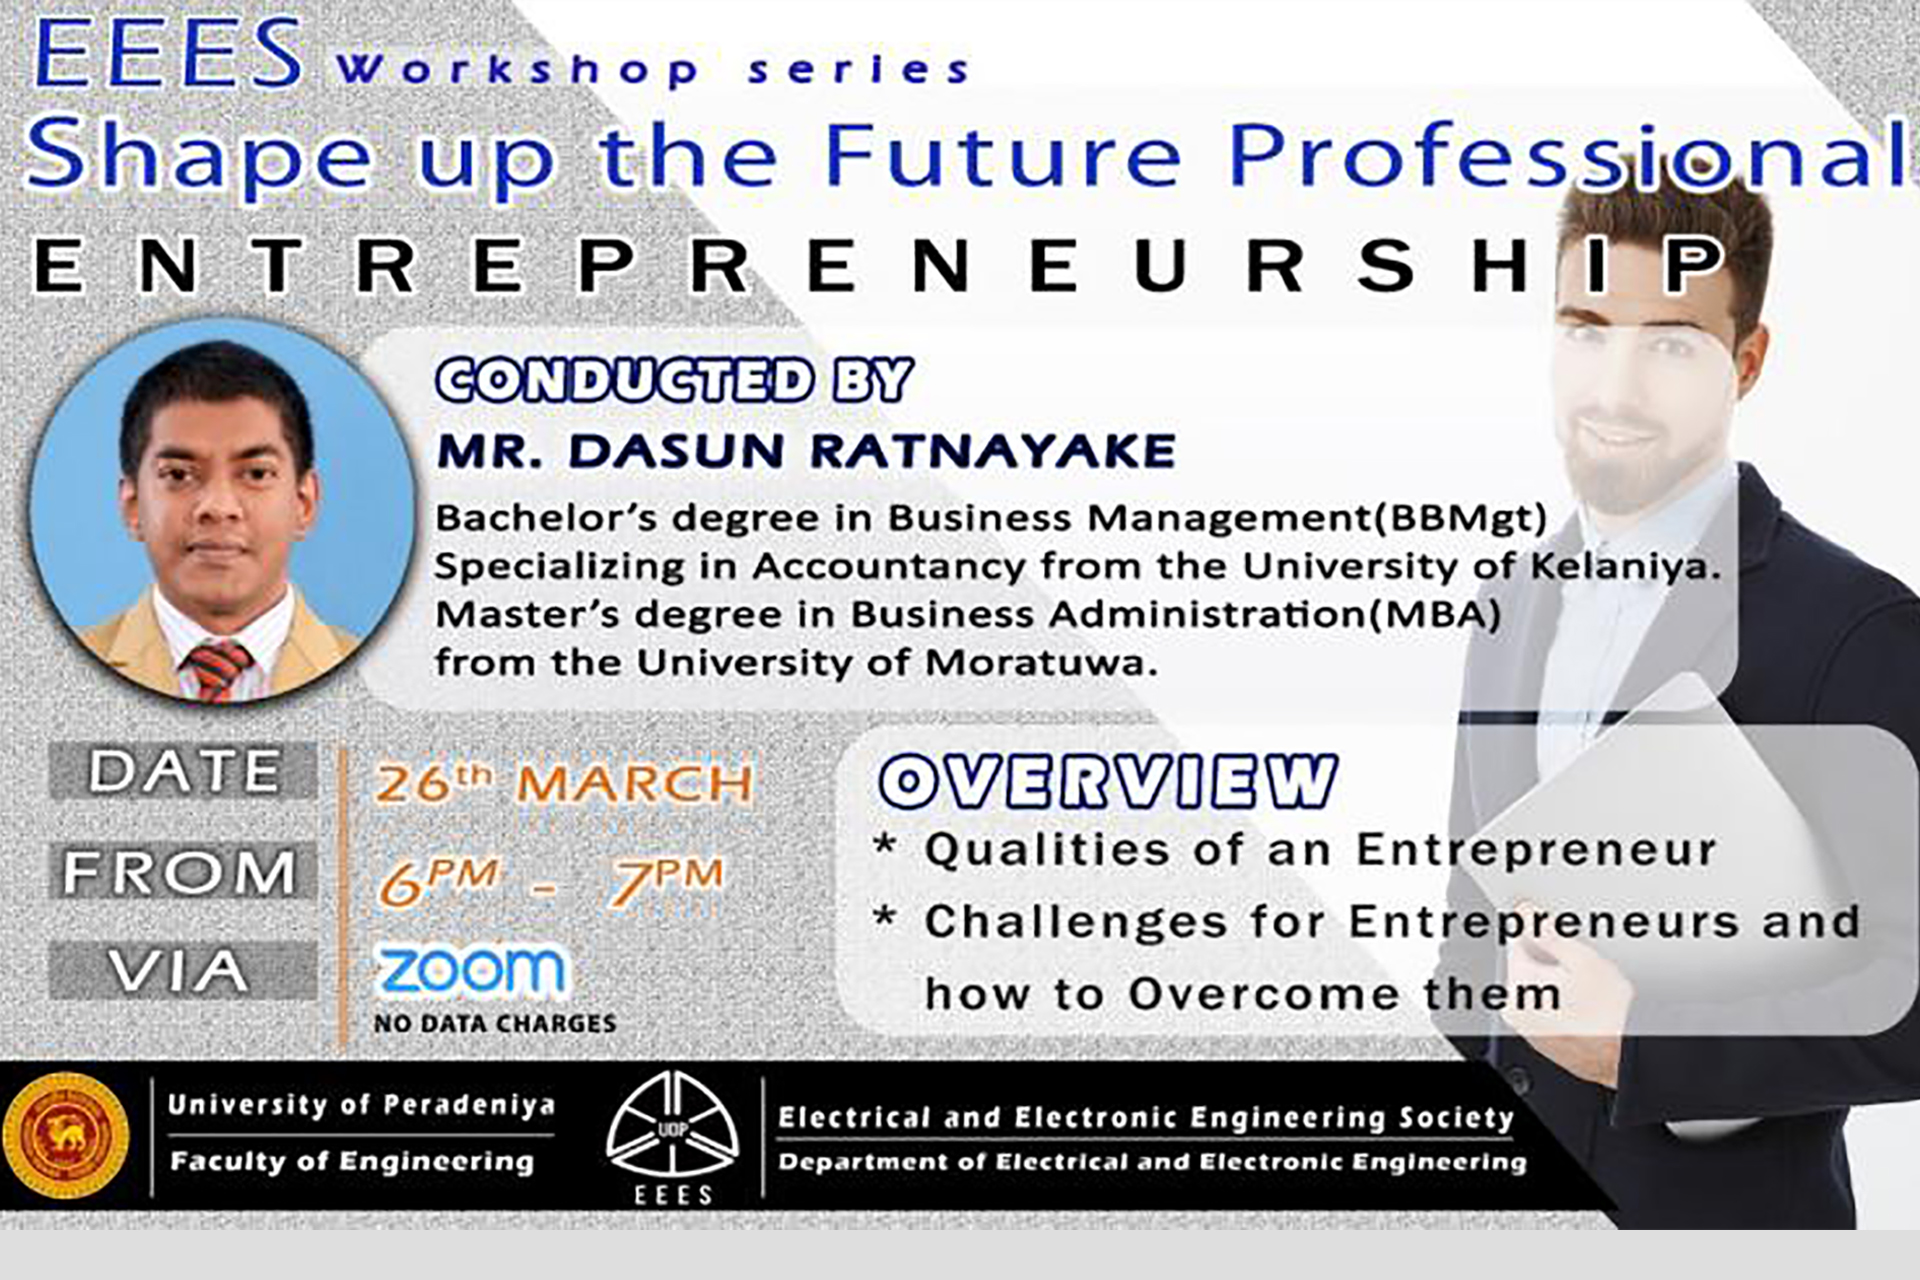 EEES Workshop series
Shape up the Future Professional
ENTREPRENEURSHIP
CONDUCTED BY
MR. DASUN RATNAYAKE
Bachelor's degree in Business Management(BBMgt)
Specializing in Accountancy from the University of Kelaniya.
Master's degree in Business Administration(MBA)
from the University of Moratuwa.
DATE 26th MARCH
FROM 6PM - 7PM
VIA zoom
NO DATA CHARGES
OVERVIEW
* Qualities of an Entrepreneur
* Challenges for Entrepreneurs and
how to Overcome them
University of Peradeniya
Faculty of Engineering
UOP
EEES
Electrical and Electronic Engineering Society
Department of Electrical and Electronic Engineering